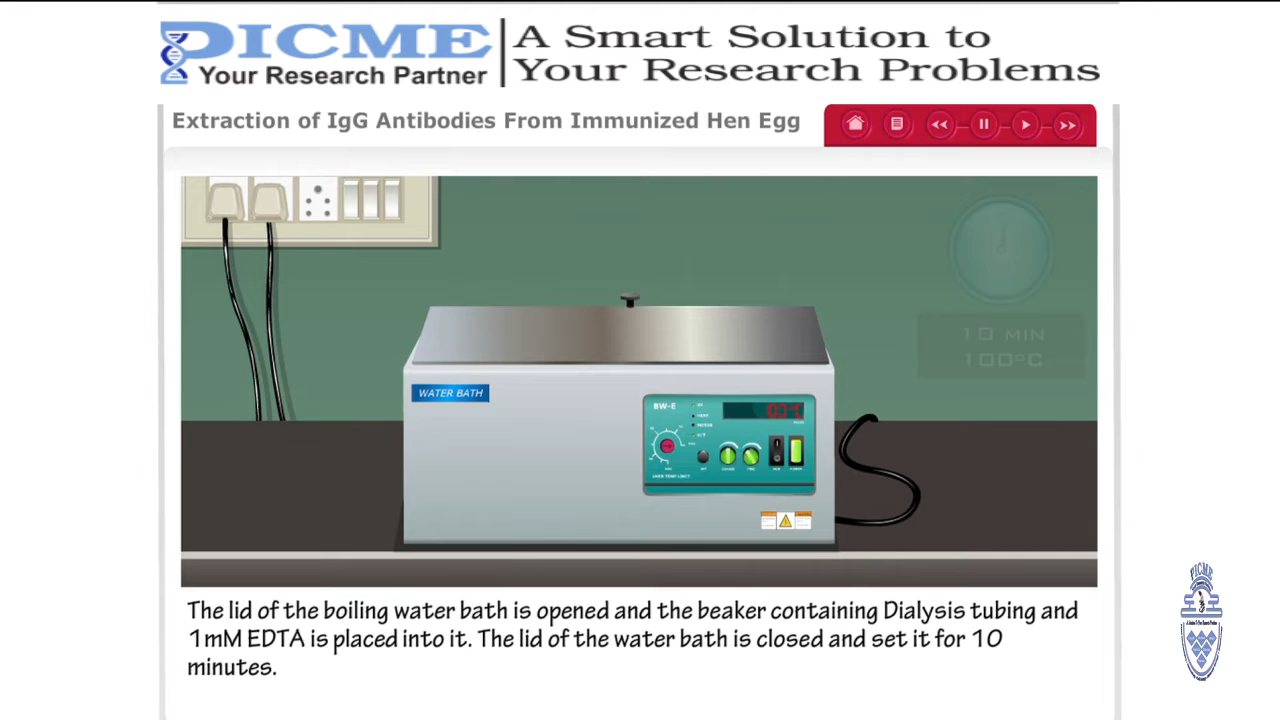 PICME
Your Research Partner
A Smart Solution to
Your Research Problems
Extraction of IgG Antibodies From Immunized Hen Egg
10 MIN
100°C
WATER BATH
BW-E
The lid of the boiling water bath is opened and the beaker containing Dialysis tubing and
1mM EDTA is placed into it. The lid of the water bath is closed and set it for 10
minutes.
PICME